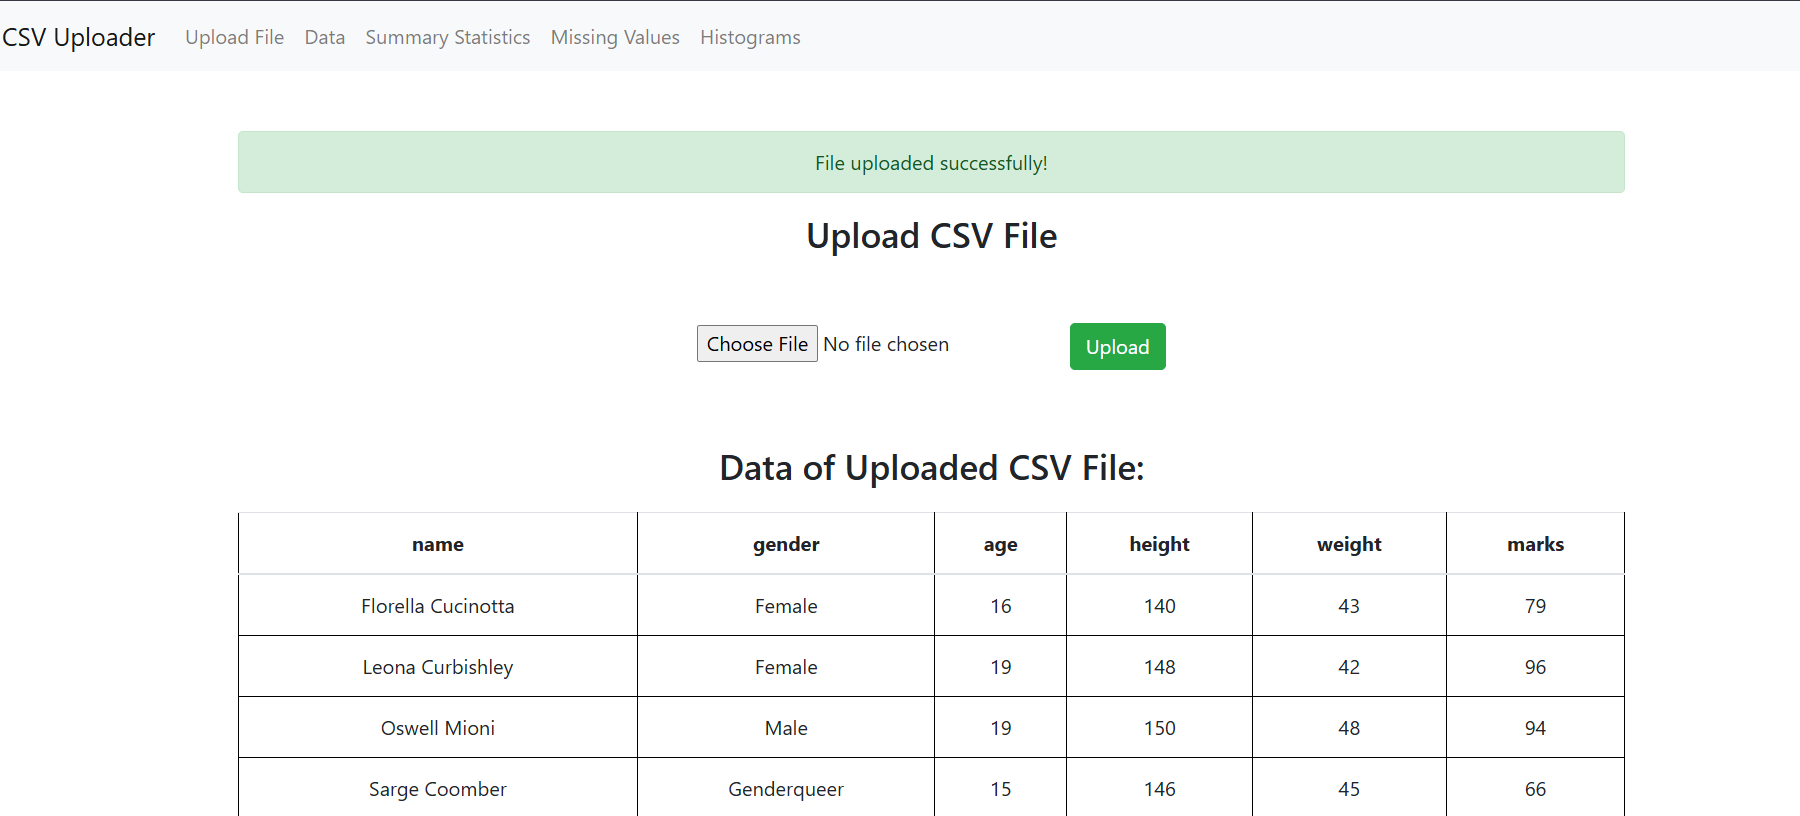 CSV Uploader Upload File Data Summary Statistics Missing Values Histograms
File uploaded successfully!
Upload CSV File
Choose File No file chosen Upload
Data of Uploaded CSV File:
name gender age height weight marks
Florella Cucinotta Female 16 140 43 79
Leona Curbishley Female 19 148 42 96
Oswell Mioni Male 19 150 48 94
Sarge Coomber Genderqueer 15 146 45 66